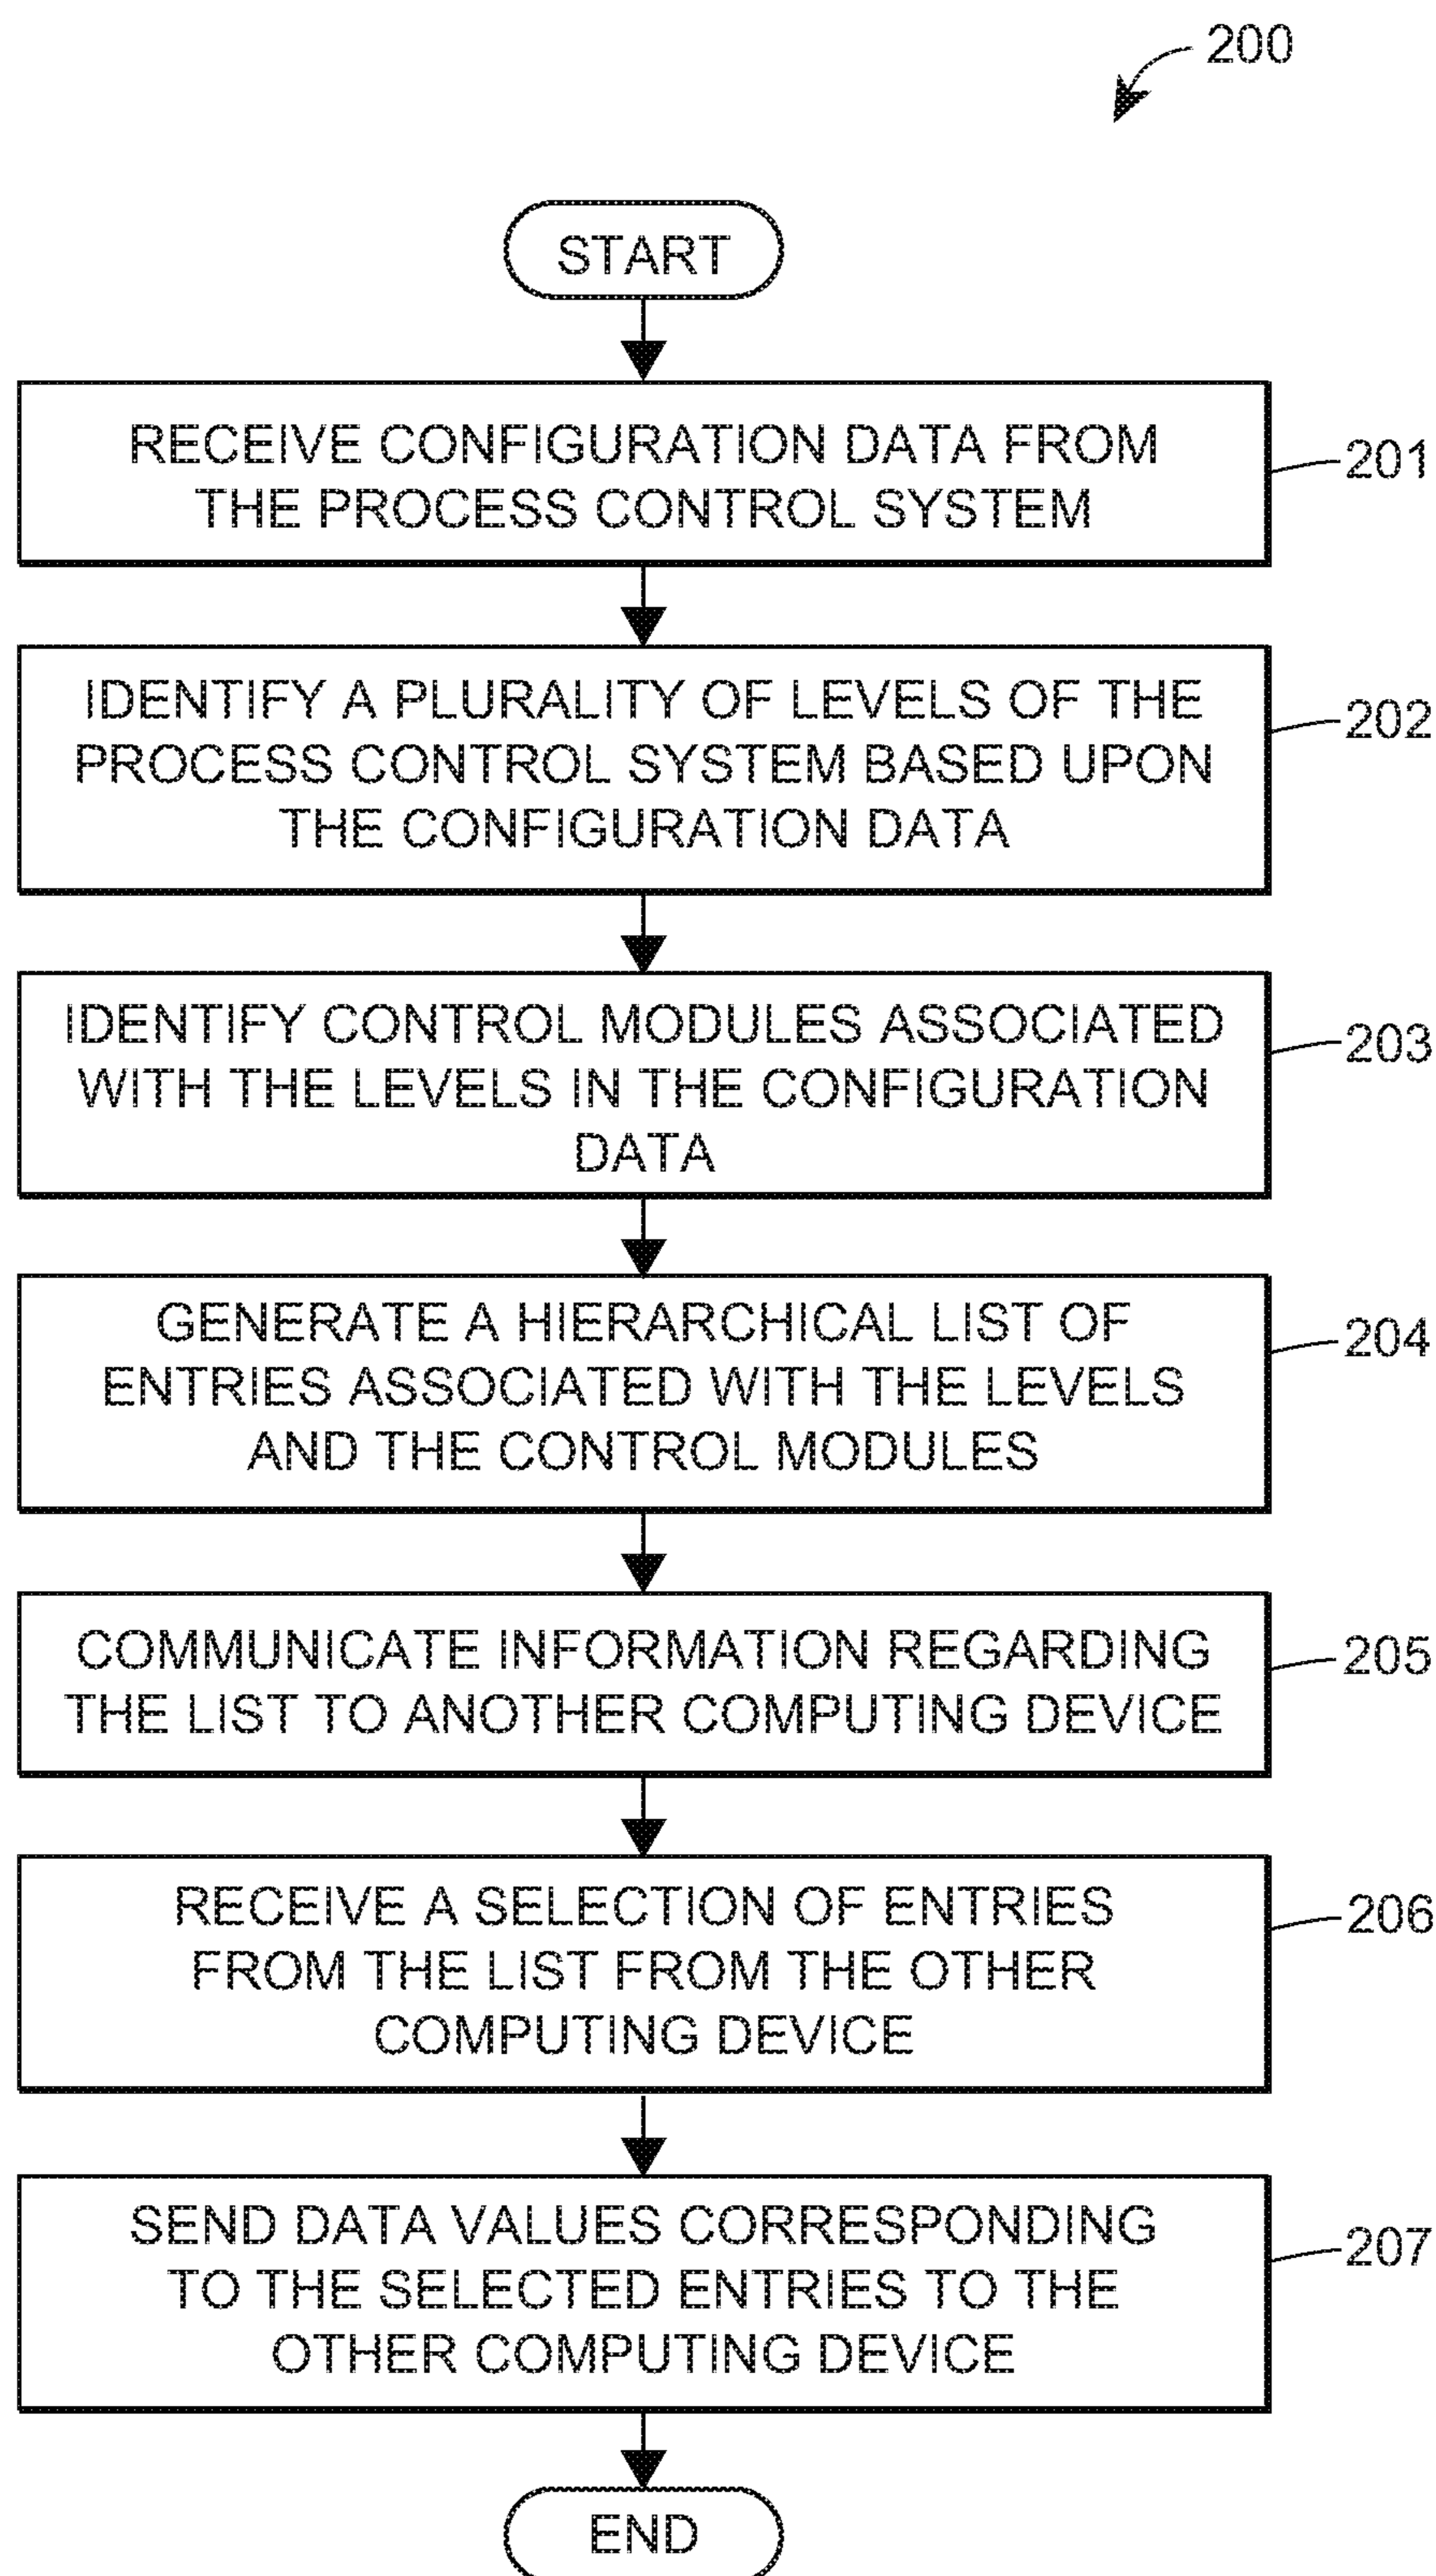 200
START
RECEIVE CONFIGURATION DATA FROM
THE PROCESS CONTROL SYSTEM
201
IDENTIFY A PLURALITY OF LEVELS OF THE
PROCESS CONTROL SYSTEM BASED UPON
THE CONFIGURATION DATA
202
IDENTIFY CONTROL MODULES ASSOCIATED
WITH THE LEVELS IN THE CONFIGURATION
DATA
203
GENERATE A HIERARCHICAL LIST OF
ENTRIES ASSOCIATED WITH THE LEVELS
AND THE CONTROL MODULES
204
COMMUNICATE INFORMATION REGARDING
THE LIST TO ANOTHER COMPUTING DEVICE
205
RECEIVE A SELECTION OF ENTRIES
FROM THE LIST FROM THE OTHER
COMPUTING DEVICE
206
SEND DATA VALUES CORRESPONDING
TO THE SELECTED ENTRIES TO THE
OTHER COMPUTING DEVICE
207
END